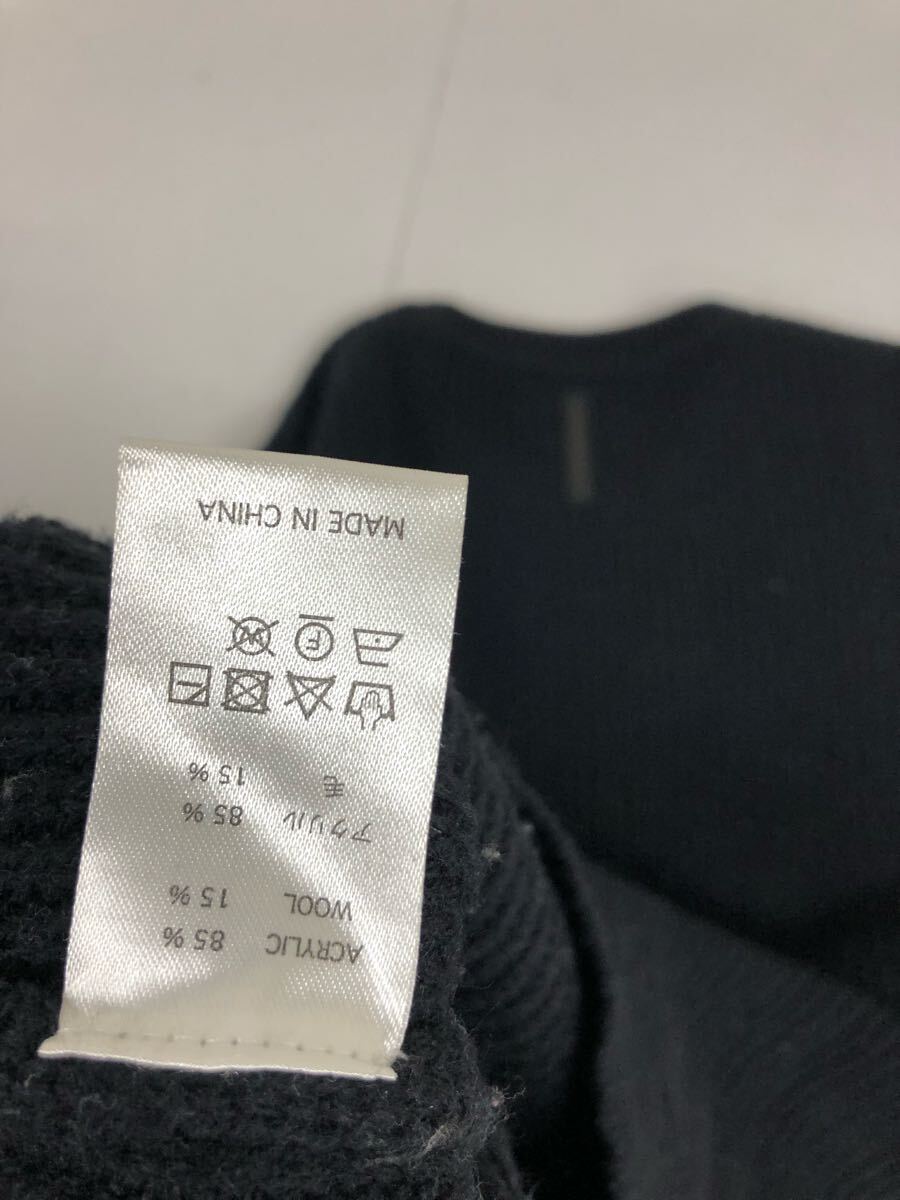 ACRYLIC 85 %
WOOL 15 %
アクリル 85 %
毛 15 %
F W
MADE IN CHINA